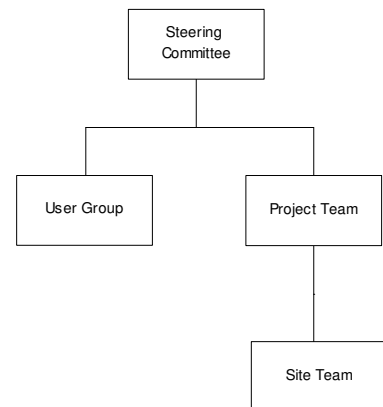 Steering
Committee
User Group
Project Team
Site Team